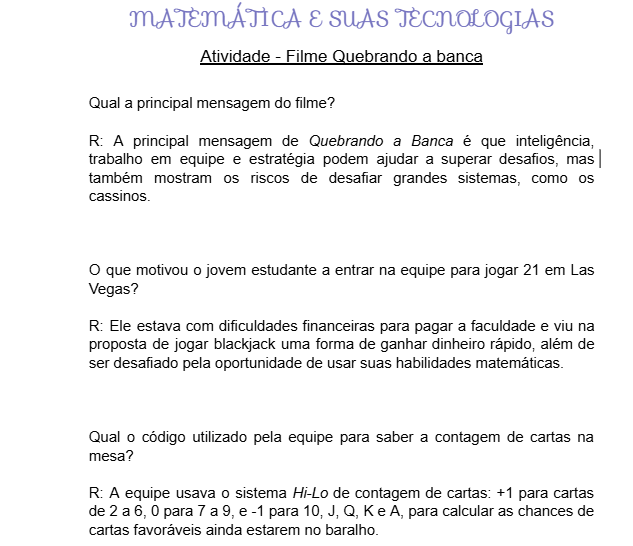 MATEMÁTICA E SUAS TECNOLOGIAS
Atividade - Filme Quebrando a banca
Qual a principal mensagem do filme?
R: A principal mensagem de Quebrando a Banca é que inteligência,
trabalho em equipe e estratégia podem ajudar a superar desafios, mas
também mostram os riscos de desafiar grandes sistemas, como os
cassinos.
O que motivou o jovem estudante a entrar na equipe para jogar 21 em Las
Vegas?
R: Ele estava com dificuldades financeiras para pagar a faculdade e viu na
proposta de jogar blackjack uma forma de ganhar dinheiro rápido, além de
ser desafiado pela oportunidade de usar suas habilidades matemáticas.
Qual o código utilizado pela equipe para saber a contagem de cartas na
mesa?
R: A equipe usava o sistema Hi-Lo de contagem de cartas: +1 para cartas
de 2 a 6, 0 para 7 a 9, e -1 para 10, J, Q, K e A, para calcular as chances de
cartas favoráveis ainda estarem no baralho.